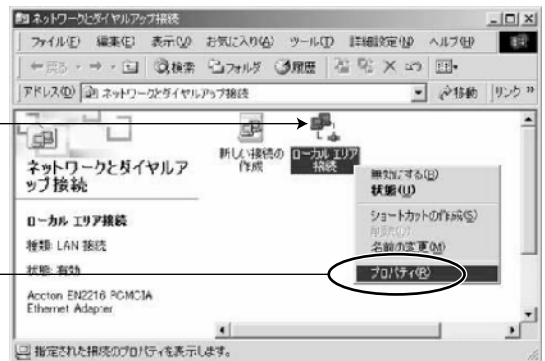 ネットワークとダイヤルアップ接続
ファイル(F) 編集(E) 表示(V) お気に入り(A) ツール(T) 詳細設定(N) ヘルプ(H)
戻る 検索 フォルダ 履歴
アドレス(D) ネットワークとダイヤルアップ接続 移動 リンク »
ネットワークとダイヤルア
ップ接続
ローカル エリア接続
種類: LAN 接続
状態: 有効
Accton EN2216 PCMCIA
Ethernet Adapter
新しい接続の
作成
ローカル エリア
接続
無効にする(B)
状態(U)
ショートカットの作成(S)
削除(D)
名前の変更(M)
プロパティ(R)
指定された接続のプロパティを表示します。